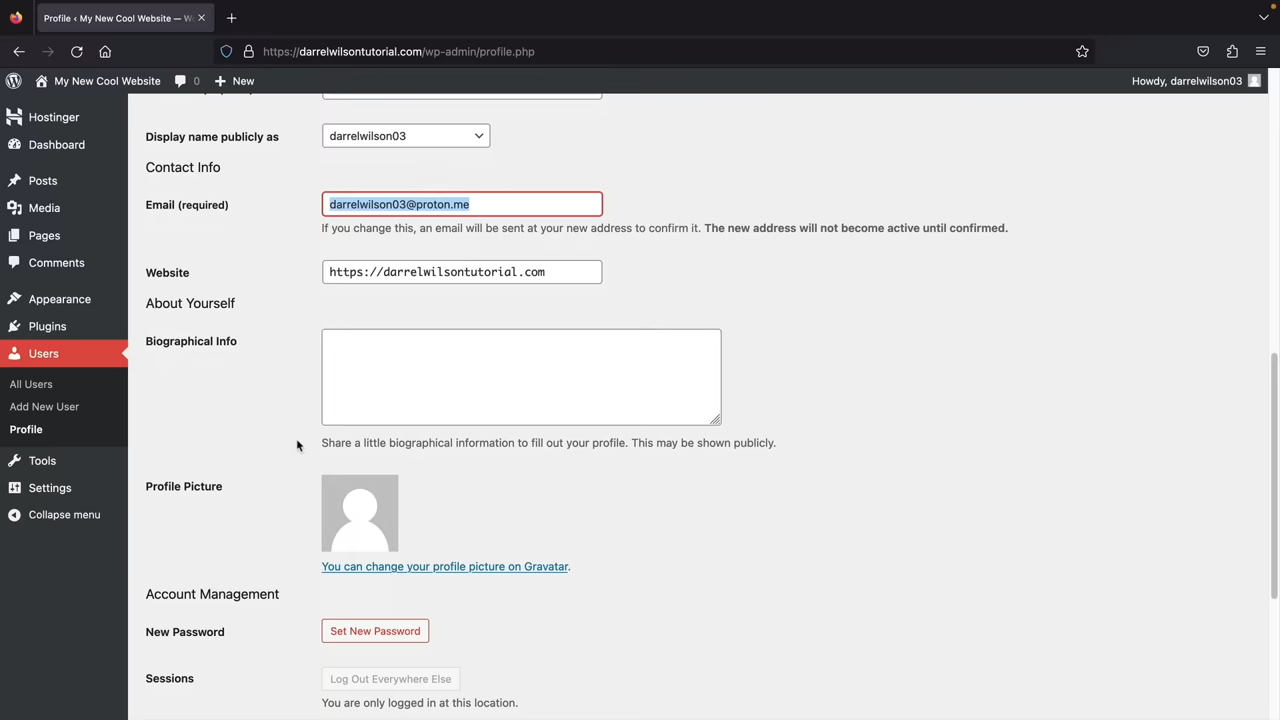 Profile ‹ My New Cool Website — W
https://darrelwilsontutorial.com/wp-admin/profile.php
My New Cool Website 0 New
Howdy, darrelwilson03
Hostinger
Dashboard
Posts
Media
Pages
Comments
Appearance
Plugins
Users
All Users
Add New User
Profile
Tools
Settings
Collapse menu
Display name publicly as darrelwilson03
Contact Info
Email (required) darrelwilson03@proton.me
If you change this, an email will be sent at your new address to confirm it. The new address will not become active until confirmed.
Website https://darrelwilsontutorial.com
About Yourself
Biographical Info
Share a little biographical information to fill out your profile. This may be shown publicly.
Profile Picture
You can change your profile picture on Gravatar.
Account Management
New Password Set New Password
Sessions Log Out Everywhere Else
You are only logged in at this location.